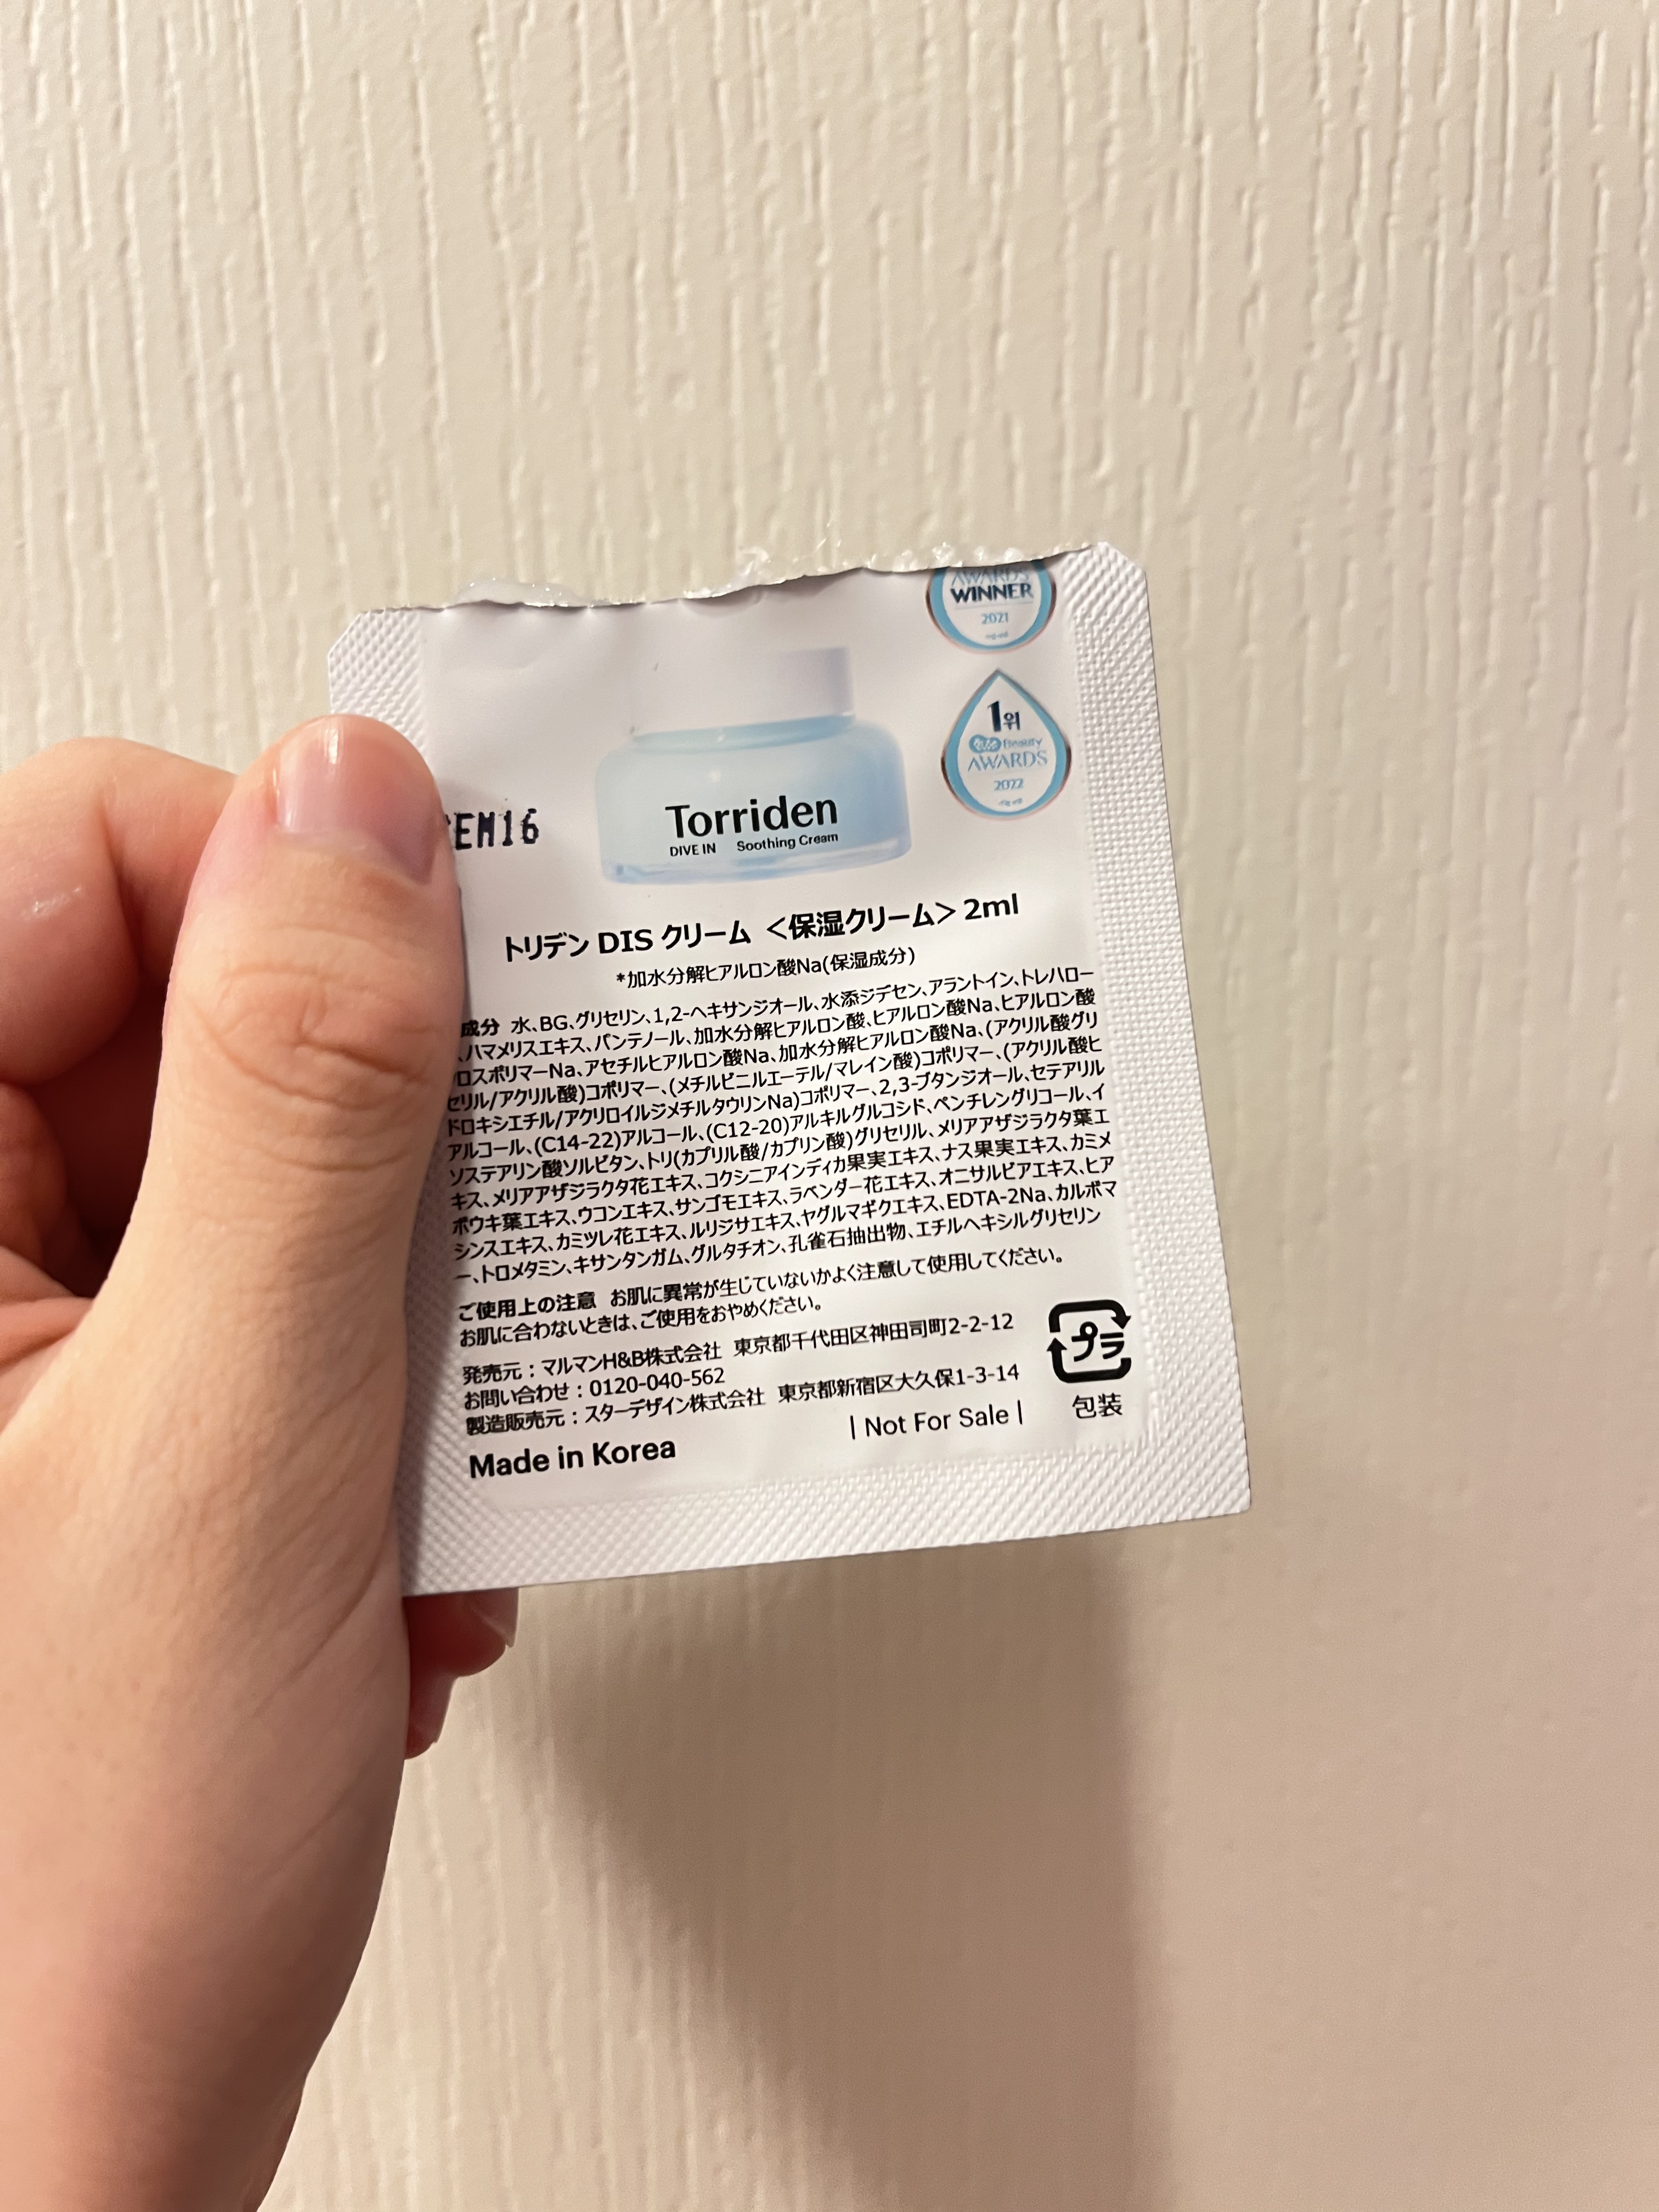 WINNER
2021
1위
Beauty
AWARDS
2022
EM16
Torriden
DIVE IN Soothing Cream
トリデン DIS クリーム <保湿クリーム> 2ml
*加水分解ヒアルロン酸Na(保湿成分)
成分 水、BG、グリセリン、1,2-ヘキサンジオール、水添ジデセン、アラントイン、トレハロー
、ハマメリスエキス、パンテノール、加水分解ヒアルロン酸、ヒアルロン酸Na、ヒアルロン酸
ロスポリマーNa、アセチルヒアルロン酸Na、加水分解ヒアルロン酸Na、(アクリル酸グリ
セリル/アクリル酸)コポリマー、(メチルビニルエーテル/マレイン酸)コポリマー、(アクリル酸ヒ
ドロキシエチル/アクリロイルジメチルタウリンNa)コポリマー、2,3-ブタンジオール、セテアリル
アルコール、(C14-22)アルコール、(C12-20)アルキルグルコシド、ペンチレングリコール、イ
ソステアリン酸ソルビタン、トリ(カプリル酸/カプリン酸)グリセリル、メリアアザジラクタ葉エ
キス、メリアアザジラクタ花エキス、コクシニアインディカ果実エキス、ナス果実エキス、カミメ
ボウキ葉エキス、ウコンエキス、サンゴモエキス、ラベンダー花エキス、オニサルビアエキス、ヒア
シンスエキス、カミツレ花エキス、ルリジサエキス、ヤグルマギクエキス、EDTA-2Na、カルボマ
ー、トロメタミン、キサンタンガム、グルタチオン、孔雀石抽出物、エチルヘキシルグリセリン
ご使用上の注意 お肌に異常が生じていないかよく注意して使用してください。
お肌に合わないときは、ご使用をおやめください。
発売元：マルマンH&B株式会社 東京都千代田区神田司町2-2-12
お問い合わせ：0120-040-562
製造販売元：スターデザイン株式会社 東京都新宿区大久保1-3-14
Made in Korea
| Not For Sale |
プラ
包装